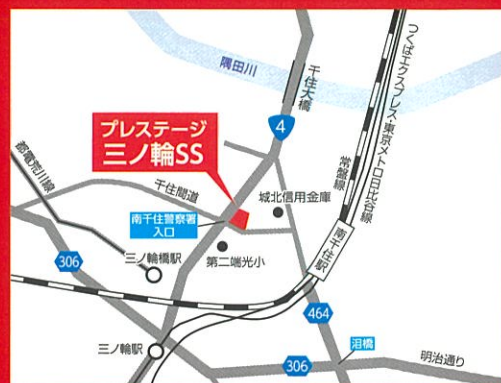 隅田川
千住大橋
つくばエクスプレス・東京メトロ日比谷線
常盤線
4
プレステージ
三ノ輪SS
都電荒川線
千住間道
城北信用金庫
南千住警察署
入口
南千住駅
第二端光小
306
三ノ輪橋駅
464
三ノ輪駅
泪橋
306
明治通り